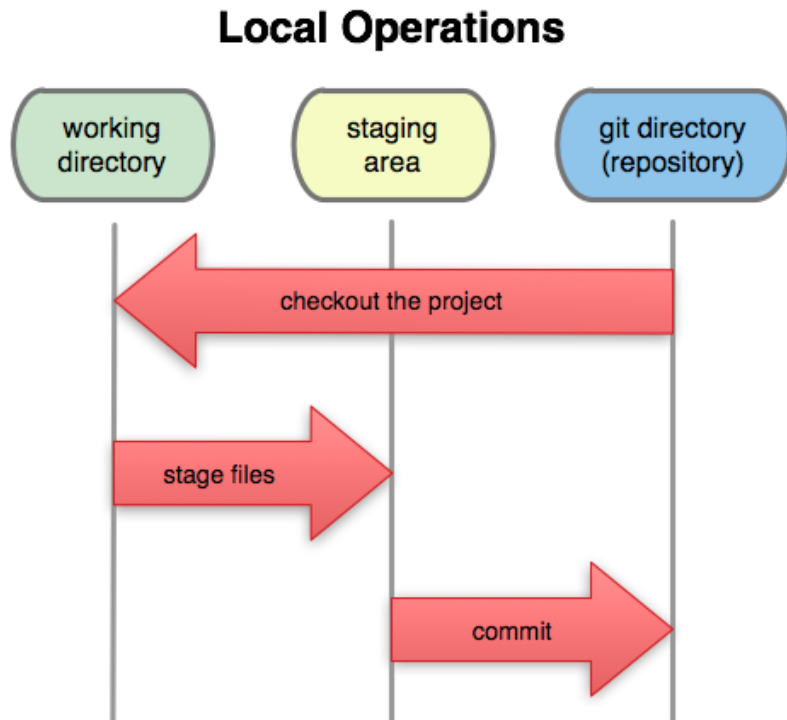 Local Operations
working
directory
staging
area
git directory
(repository)
checkout the project
stage files
commit